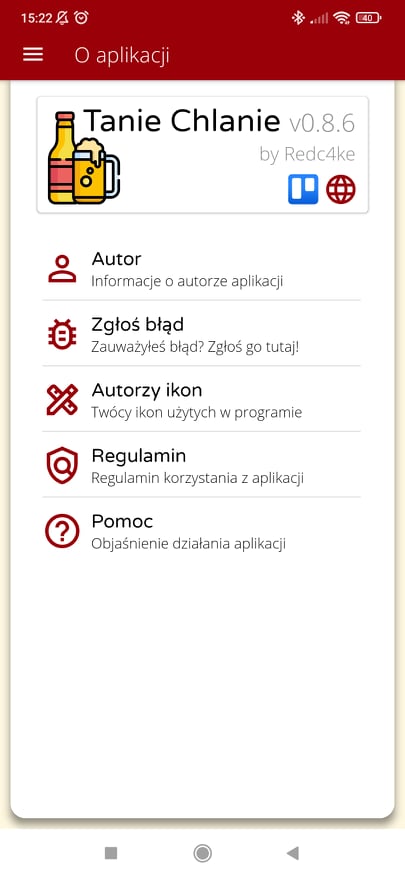 15:22
40
O aplikacji
Tanie Chlanie v0.8.6
by Redc4ke
Autor
Informacje o autorze aplikacji
Zgłoś błąd
Zauważyłeś błąd? Zgłoś go tutaj!
Autorzy ikon
Twócy ikon użytych w programie
Regulamin
Regulamin korzystania z aplikacji
Pomoc
Objaśnienie działania aplikacji